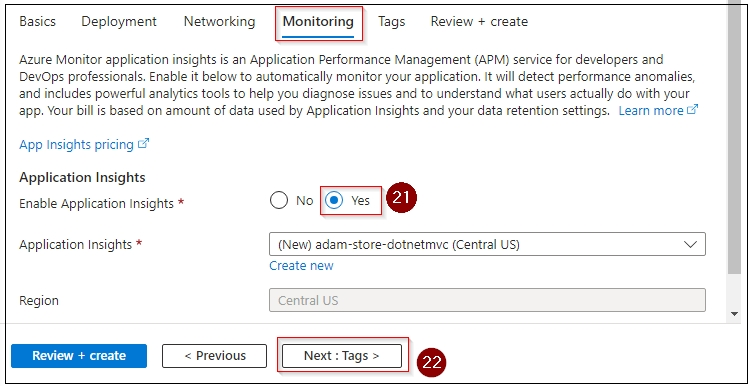 Basics Deployment Networking Monitoring Tags Review + create
Azure Monitor application insights is an Application Performance Management (APM) service for developers and
DevOps professionals. Enable it below to automatically monitor your application. It will detect performance anomalies,
and includes powerful analytics tools to help you diagnose issues and to understand what users actually do with your
app. Your bill is based on amount of data used by Application Insights and your data retention settings. Learn more
App Insights pricing
Application Insights
Enable Application Insights * No Yes 21
Application Insights * (New) adam-store-dotnetmvc (Central US)
Create new
Region Central US
Review + create < Previous Next : Tags > 22